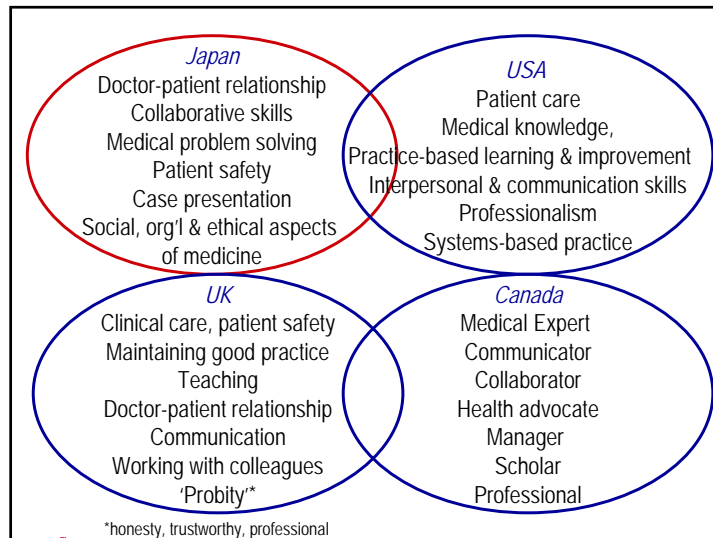 Japan
Doctor-patient relationship
Collaborative skills
Medical problem solving
Patient safety
Case presentation
Social, org'l & ethical aspects
of medicine
USA
Patient care
Medical knowledge,
Practice-based learning & improvement
Interpersonal & communication skills
Professionalism
Systems-based practice
UK
Clinical care, patient safety
Maintaining good practice
Teaching
Doctor-patient relationship
Communication
Working with colleagues
'Probity'*
Canada
Medical Expert
Communicator
Collaborator
Health advocate
Manager
Scholar
Professional
*honesty, trustworthy, professional